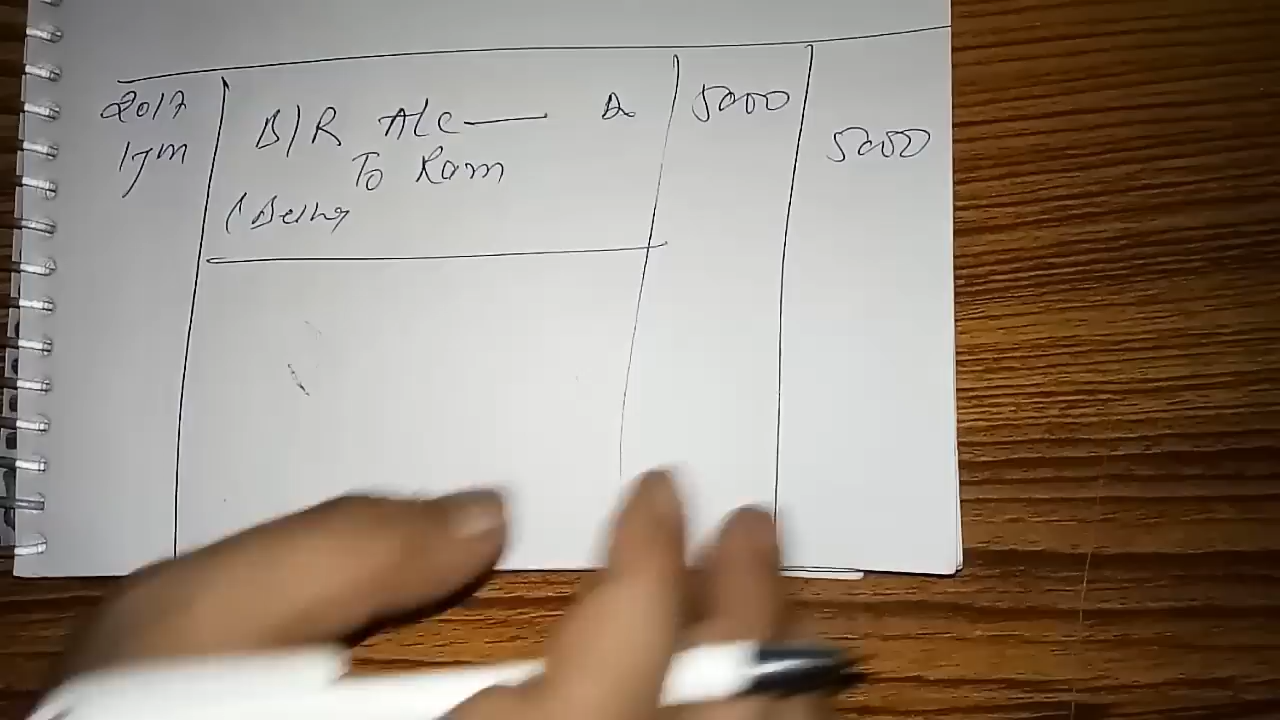 2017
1 Jan
B/R A/c —— Dr 5000
To Ram 5000
(Being